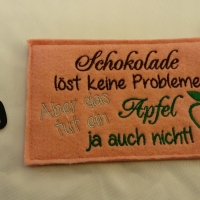 Schokolade
löst keine Probleme
Aber das
tut ein Apfel
ja auch nicht!